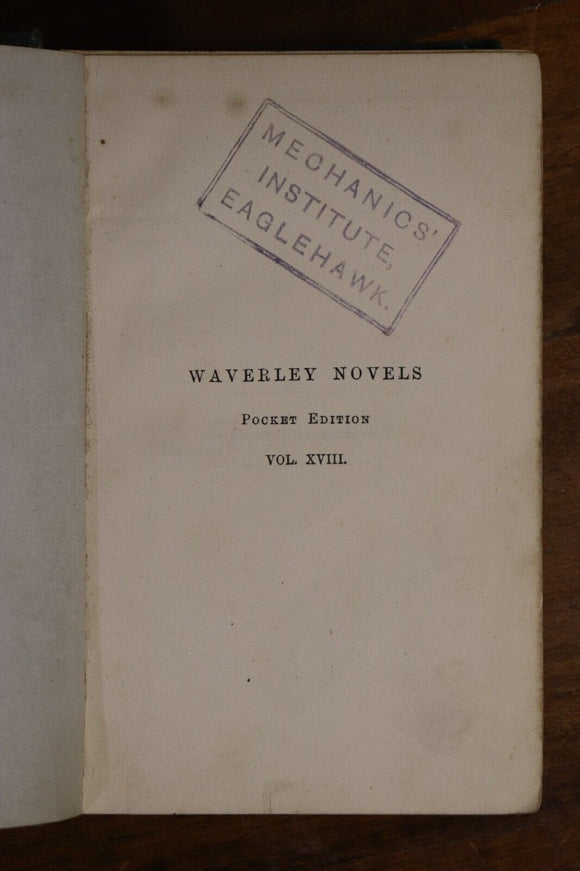 MECHANICS'
INSTITUTE,
EAGLEHAWK.
WAVERLEY NOVELS
POCKET EDITION
VOL. XVIII.